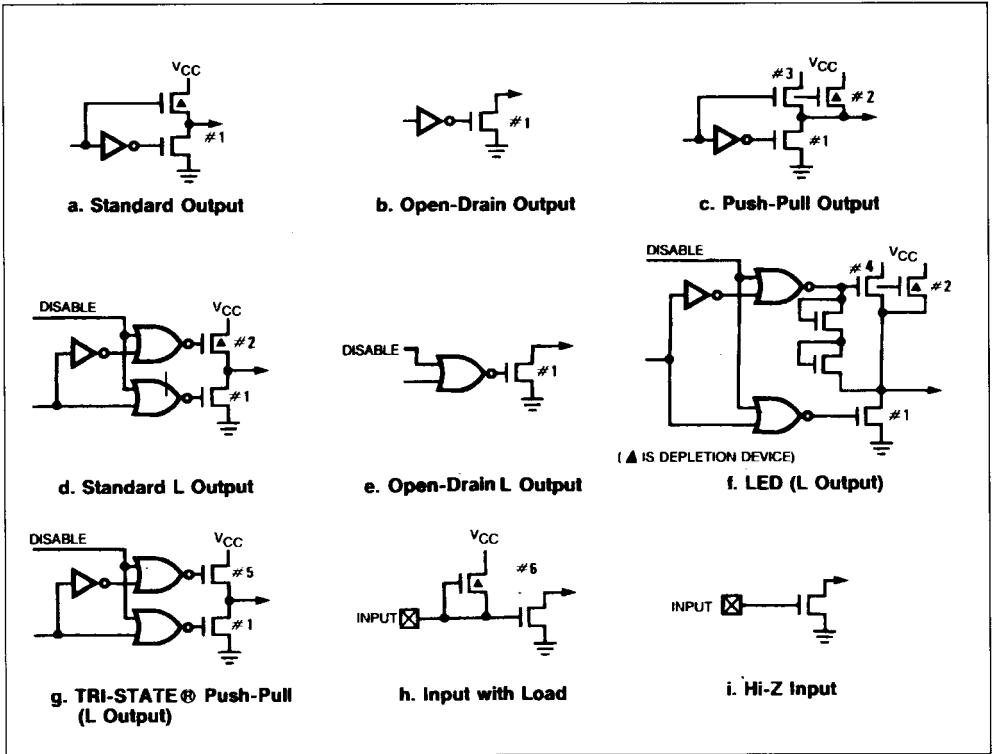 VCC
#1
a. Standard Output
#1
b. Open-Drain Output
#3 VCC
#2
#1
c. Push-Pull Output
DISABLE
VCC
#2
#1
d. Standard L Output
DISABLE
#1
e. Open-Drain L Output
DISABLE
VCC
#4
#2
#1
(▲ IS DEPLETION DEVICE)
f. LED (L Output)
DISABLE
VCC
#5
#1
g. TRI-STATE® Push-Pull
(L Output)
VCC
#6
INPUT
h. Input with Load
INPUT
i. Hi-Z Input